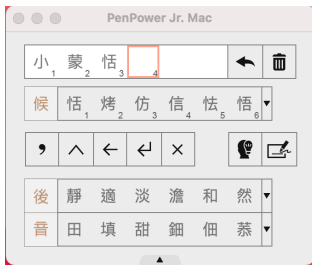 PenPower Jr. Mac
小1 蒙2 恬3 4
候 恬1 烤2 仿3 信4 怯5 悟6
, ^ ← ↵ ×
後 靜 適 淡 澹 和 然
音 田 填 甜 鈿 佃 菾